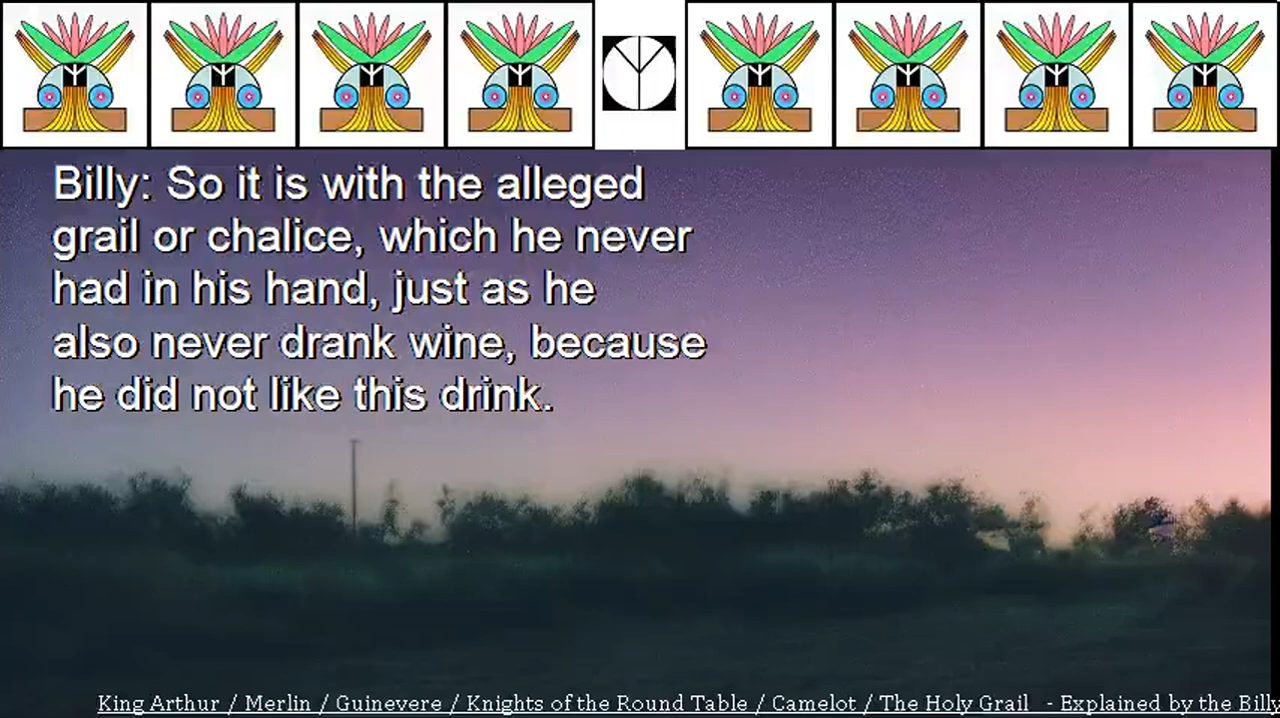 Billy: So it is with the alleged
grail or chalice, which he never
had in his hand, just as he
also never drank wine, because
he did not like this drink.
King Arthur / Merlin / Guinevere / Knights of the Round Table / Camelot / The Holy Grail - Explained by the Billy